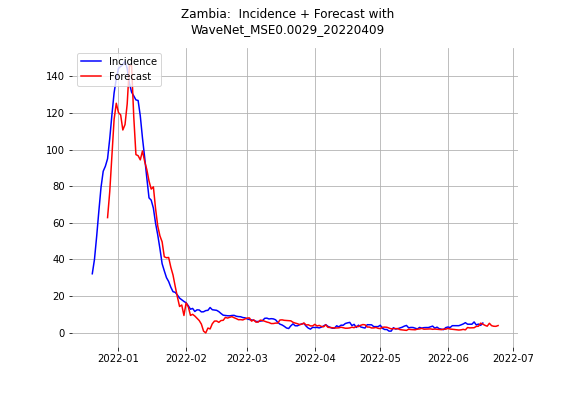 Zambia:  Incidence + Forecast with
WaveNet_MSE0.0029_20220409
Incidence
Forecast
140
120
100
80
60
40
20
0
2022-01 2022-02 2022-03 2022-04 2022-05 2022-06 2022-07